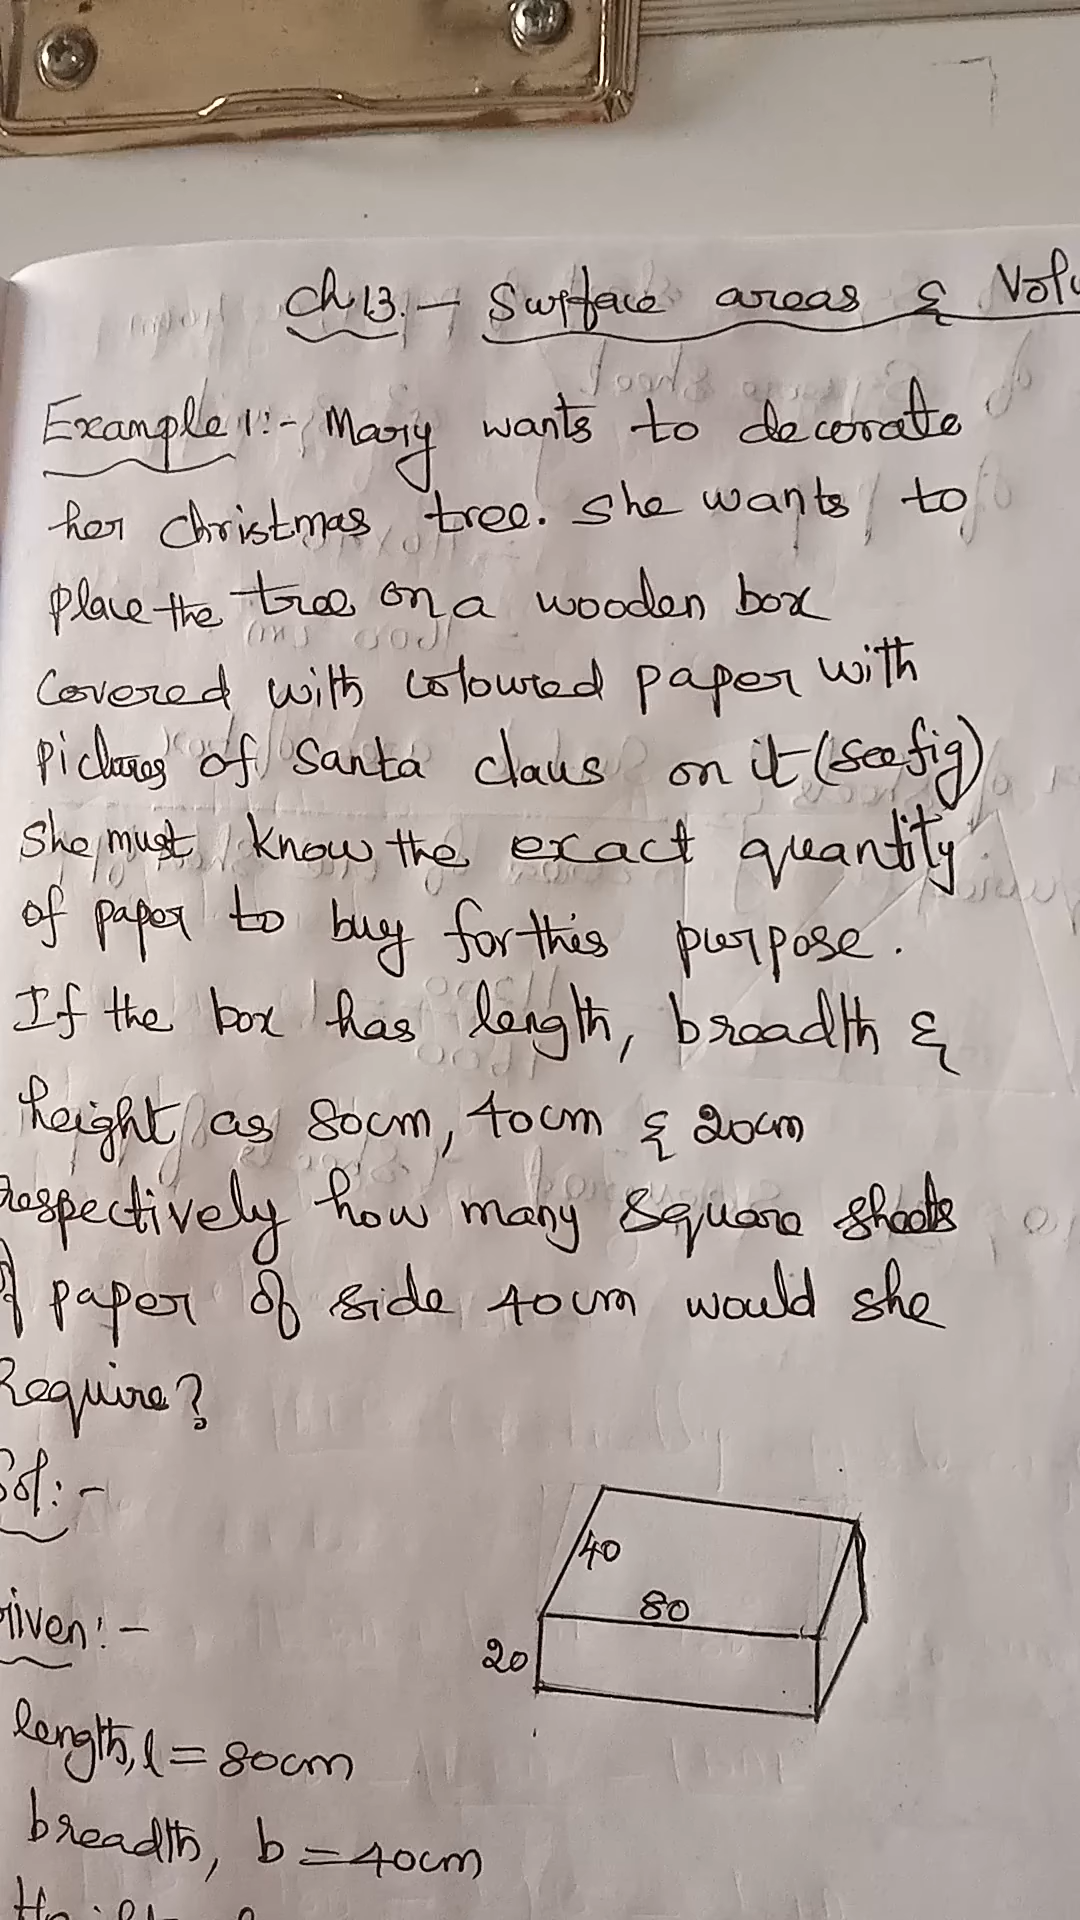 Ch.13.- Surface areas & Volu
Example 1:- Mary wants to decorate
her christmas tree. She wants to
place the tree on a wooden box
Covered with coloured paper with
pictures of Santa claus on it (see fig)
She must know the exact quantity
of paper to buy for this purpose.
If the box has length, breadth &
height as 80cm, 40cm & 20cm
respectively how many square sheets
of paper of side 40cm would she
Require?
Sol:-
40
80
Given:-
20
length, l = 80cm
breadth, b = 40cm